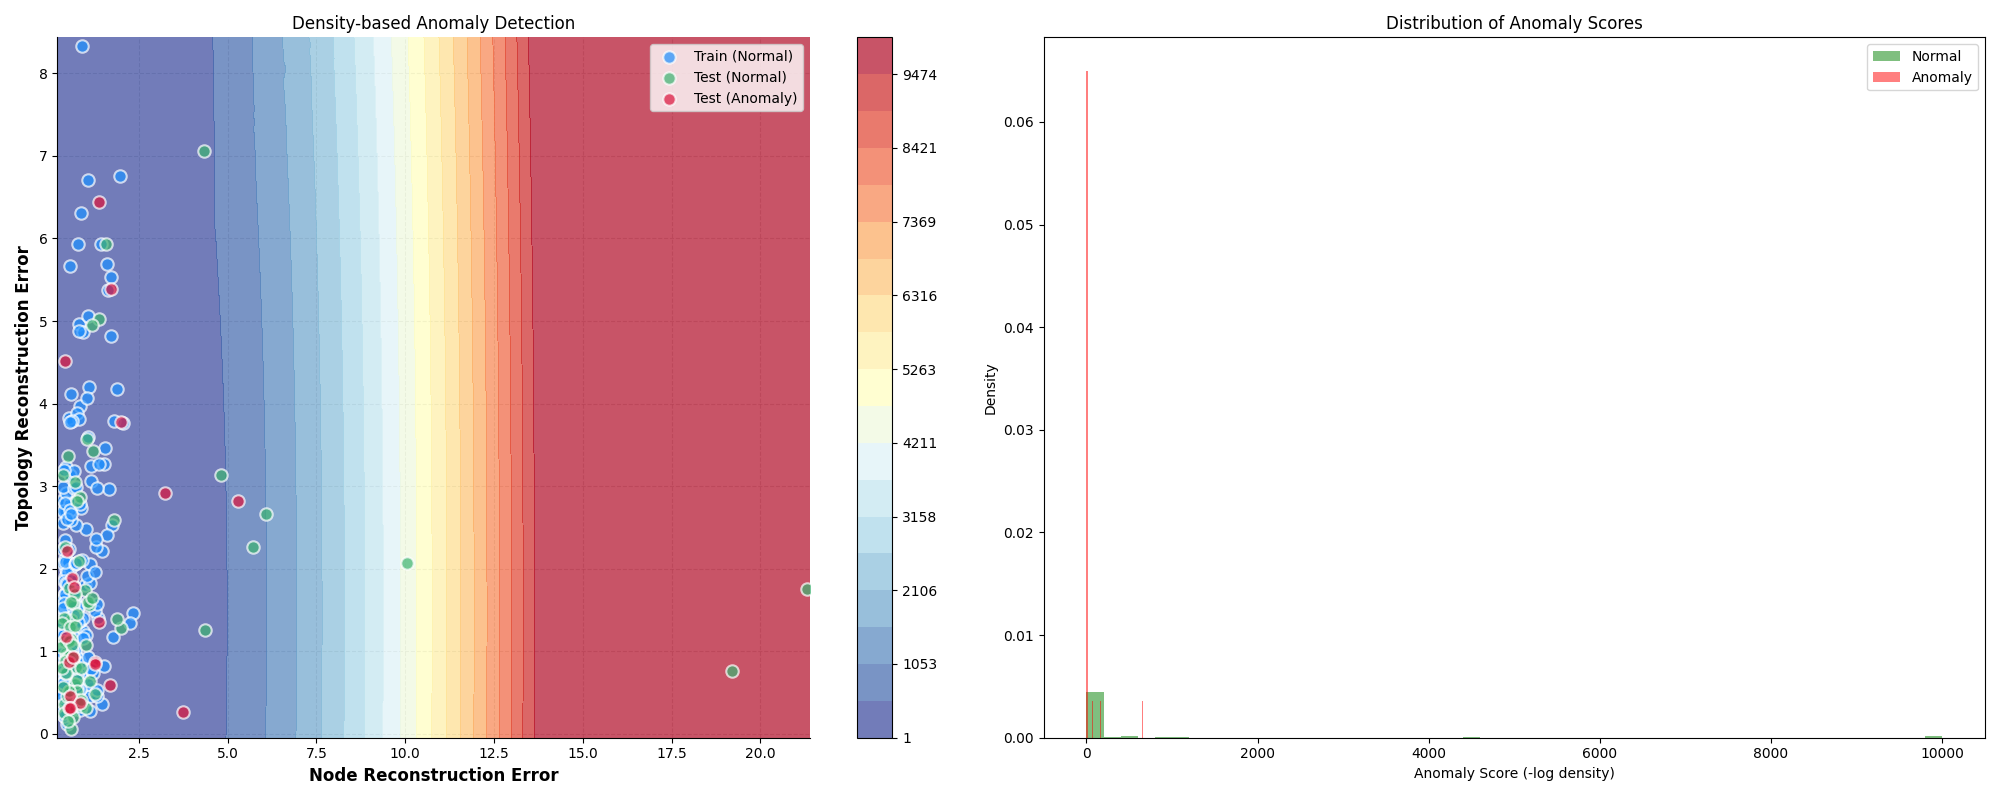 Density-based Anomaly Detection
Train (Normal)
Test (Normal)
Test (Anomaly)
Topology Reconstruction Error
8
7
6
5
4
3
2
1
0
2.5 5.0 7.5 10.0 12.5 15.0 17.5 20.0
Node Reconstruction Error
9474
8421
7369
6316
5263
4211
3158
2106
1053
1
Distribution of Anomaly Scores
Normal
Anomaly
Density
0.06
0.05
0.04
0.03
0.02
0.01
0.00
0 2000 4000 6000 8000 10000
Anomaly Score (-log density)